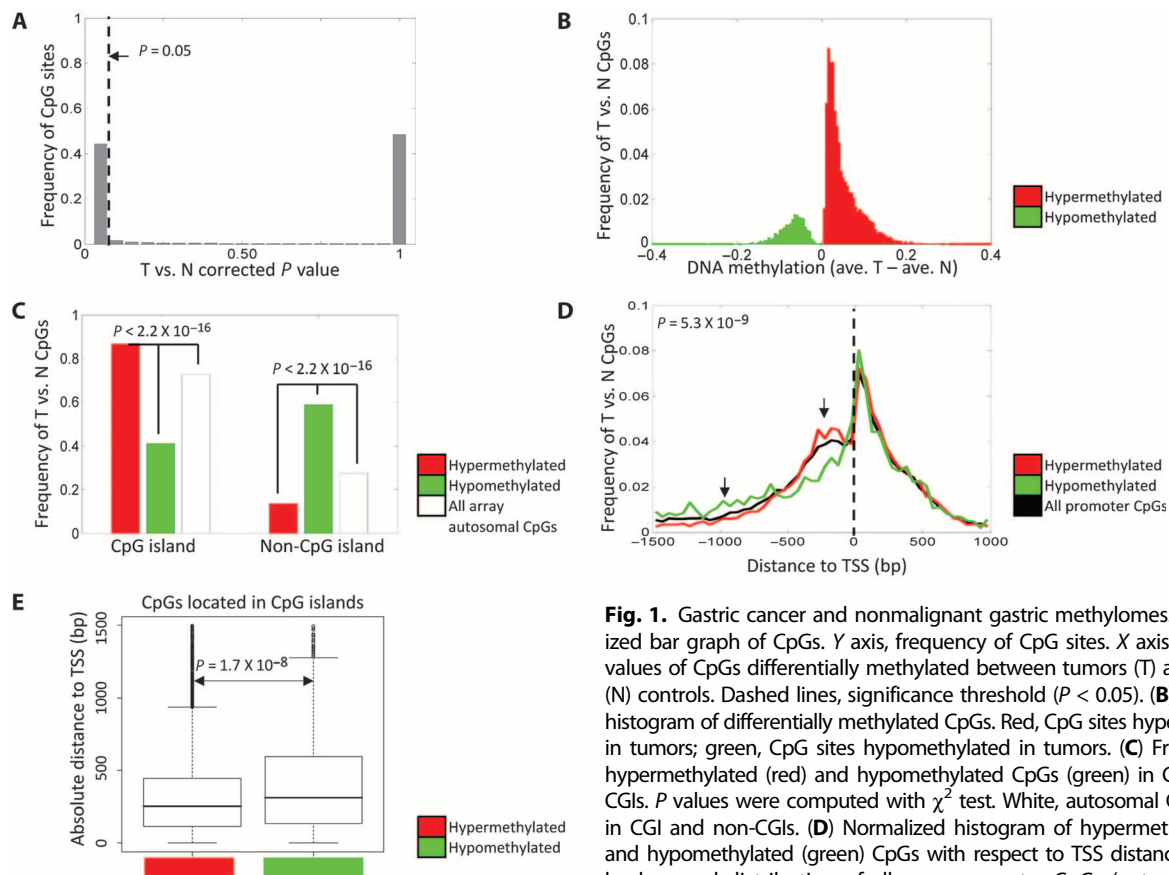 A
Frequency of CpG sites
1
0.8
0.6
0.4
0.2
0
P = 0.05
0
0.25
0.50
0.75
1
T vs. N corrected P value
B
Frequency of T vs. N CpGs
0.1
0.08
0.06
0.04
0.02
0
−0.4
−0.2
0
0.2
0.4
DNA methylation (ave. T – ave. N)
Hypermethylated
Hypomethylated
C
Frequency of T vs. N CpGs
1
0.8
0.6
0.4
0.2
0
P < 2.2 X 10−16
P < 2.2 X 10−16
CpG island
Non-CpG island
Hypermethylated
Hypomethylated
All array
autosomal CpGs
D
Frequency of T vs. N CpGs
0.1
0.08
0.06
0.04
0.02
0
P = 5.3 X 10−9
−1500
−1000
−500
0
500
1000
Distance to TSS (bp)
Hypermethylated
Hypomethylated
All promoter CpGs
E
CpGs located in CpG islands
Absolute distance to TSS (bp)
1500
1000
500
0
P = 1.7 X 10−8
Hypermethylated
Hypomethylated
Fig. 1. Gastric cancer and nonmalignant gastric methylomes.
ized bar graph of CpGs. Y axis, frequency of CpG sites. X axis
values of CpGs differentially methylated between tumors (T) a
(N) controls. Dashed lines, significance threshold (P < 0.05). (B
histogram of differentially methylated CpGs. Red, CpG sites hype
in tumors; green, CpG sites hypomethylated in tumors. (C) Fr
hypermethylated (red) and hypomethylated CpGs (green) in C
CGIs. P values were computed with χ2 test. White, autosomal C
in CGI and non-CGIs. (D) Normalized histogram of hypermet
and hypomethylated (green) CpGs with respect to TSS distanc